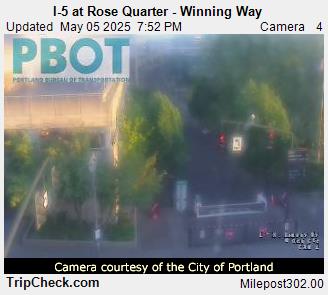 I-5 at Rose Quarter - Winning Way
Updated May 05 2025 7:52 PM Camera 4
PBOT
PORTLAND BUREAU OF TRANSPORTATION
Camera courtesy of the City of Portland
TripCheck.com Milepost302.00